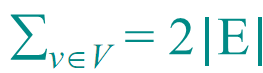 ∑v∈V = 2|E|